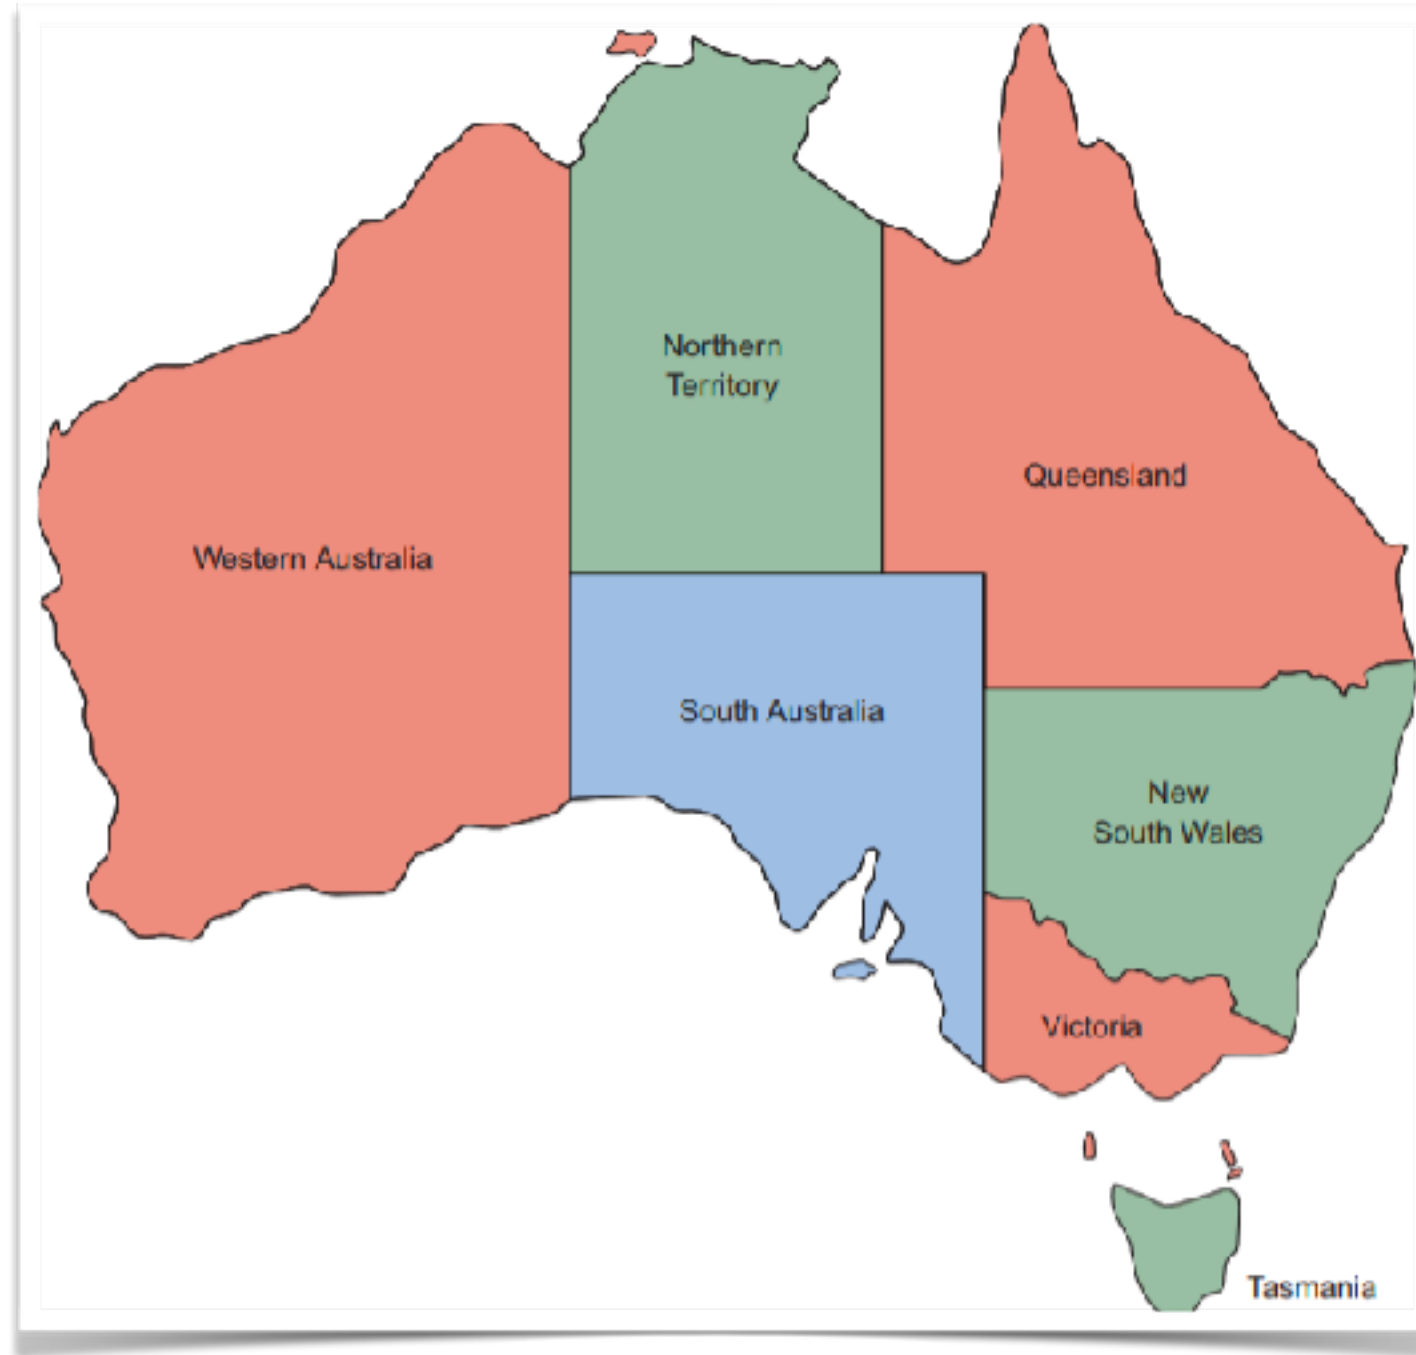 Northern
Territory
Queensland
Western Australia
South Australia
New
South Wales
Victoria
Tasmania